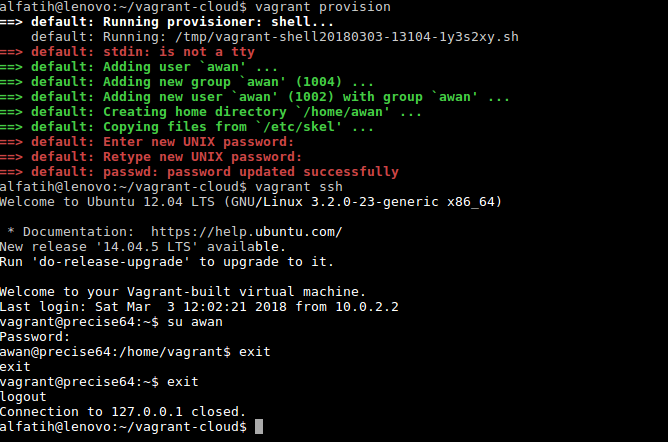 alfatih@lenovo:~/vagrant-cloud$ vagrant provision
==> default: Running provisioner: shell...
    default: Running: /tmp/vagrant-shell20180303-13104-1y3s2xy.sh
==> default: stdin: is not a tty
==> default: Adding user `awan' ...
==> default: Adding new group `awan' (1004) ...
==> default: Adding new user `awan' (1002) with group `awan' ...
==> default: Creating home directory `/home/awan' ...
==> default: Copying files from `/etc/skel' ...
==> default: Enter new UNIX password:
==> default: Retype new UNIX password:
==> default: passwd: password updated successfully
alfatih@lenovo:~/vagrant-cloud$ vagrant ssh
Welcome to Ubuntu 12.04 LTS (GNU/Linux 3.2.0-23-generic x86_64)

 * Documentation:  https://help.ubuntu.com/
New release '14.04.5 LTS' available.
Run 'do-release-upgrade' to upgrade to it.

Welcome to your Vagrant-built virtual machine.
Last login: Sat Mar  3 12:02:21 2018 from 10.0.2.2
vagrant@precise64:~$ su awan
Password:
awan@precise64:/home/vagrant$ exit
exit
vagrant@precise64:~$ exit
logout
Connection to 127.0.0.1 closed.
alfatih@lenovo:~/vagrant-cloud$